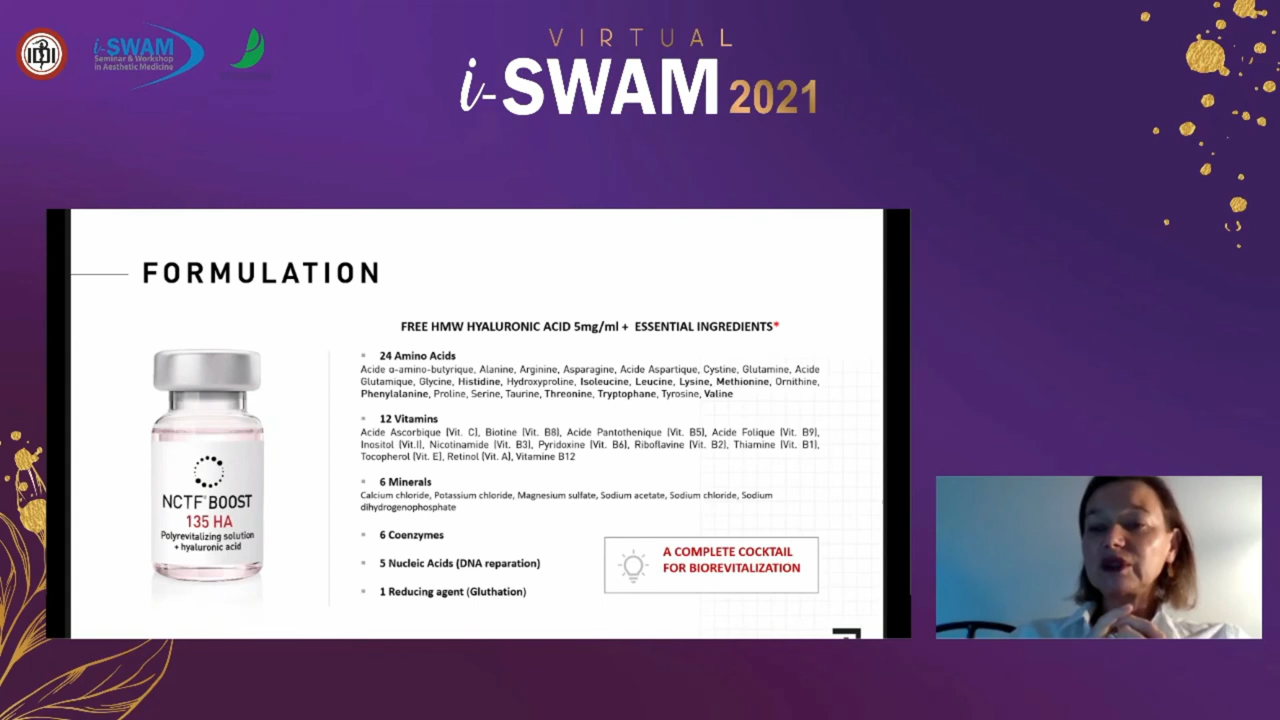 VIRTUAL
i-SWAM 2021
i-SWAM
Seminar & Workshop
in Aesthetic Medicine
FORMULATION
FREE HMW HYALURONIC ACID 5mg/ml + ESSENTIAL INGREDIENTS*
24 Amino Acids
Acide α-amino-butyrique, Alanine, Arginine, Asparagine, Acide Aspartique, Cystine, Glutamine, Acide
Glutamique, Glycine, Histidine, Hydroxyproline, Isoleucine, Leucine, Lysine, Methionine, Ornithine,
Phenylalanine, Proline, Serine, Taurine, Threonine, Tryptophane, Tyrosine, Valine
12 Vitamins
Acide Ascorbique (Vit. C), Biotine (Vit. B8), Acide Pantothenique (Vit. B5), Acide Folique (Vit. B9),
Inositol (Vit.I), Nicotinamide (Vit. B3), Pyridoxine (Vit. B6), Riboflavine (Vit. B2), Thiamine (Vit. B1),
Tocopherol (Vit. E), Retinol (Vit. A), Vitamine B12
6 Minerals
Calcium chloride, Potassium chloride, Magnesium sulfate, Sodium acetate, Sodium chloride, Sodium
dihydrogenophosphate
6 Coenzymes
5 Nucleic Acids (DNA reparation)
1 Reducing agent (Gluthation)
A COMPLETE COCKTAIL
FOR BIOREVITALIZATION
NCTF® BOOST
135 HA
Polyrevitalizing solution
+ hyaluronic acid